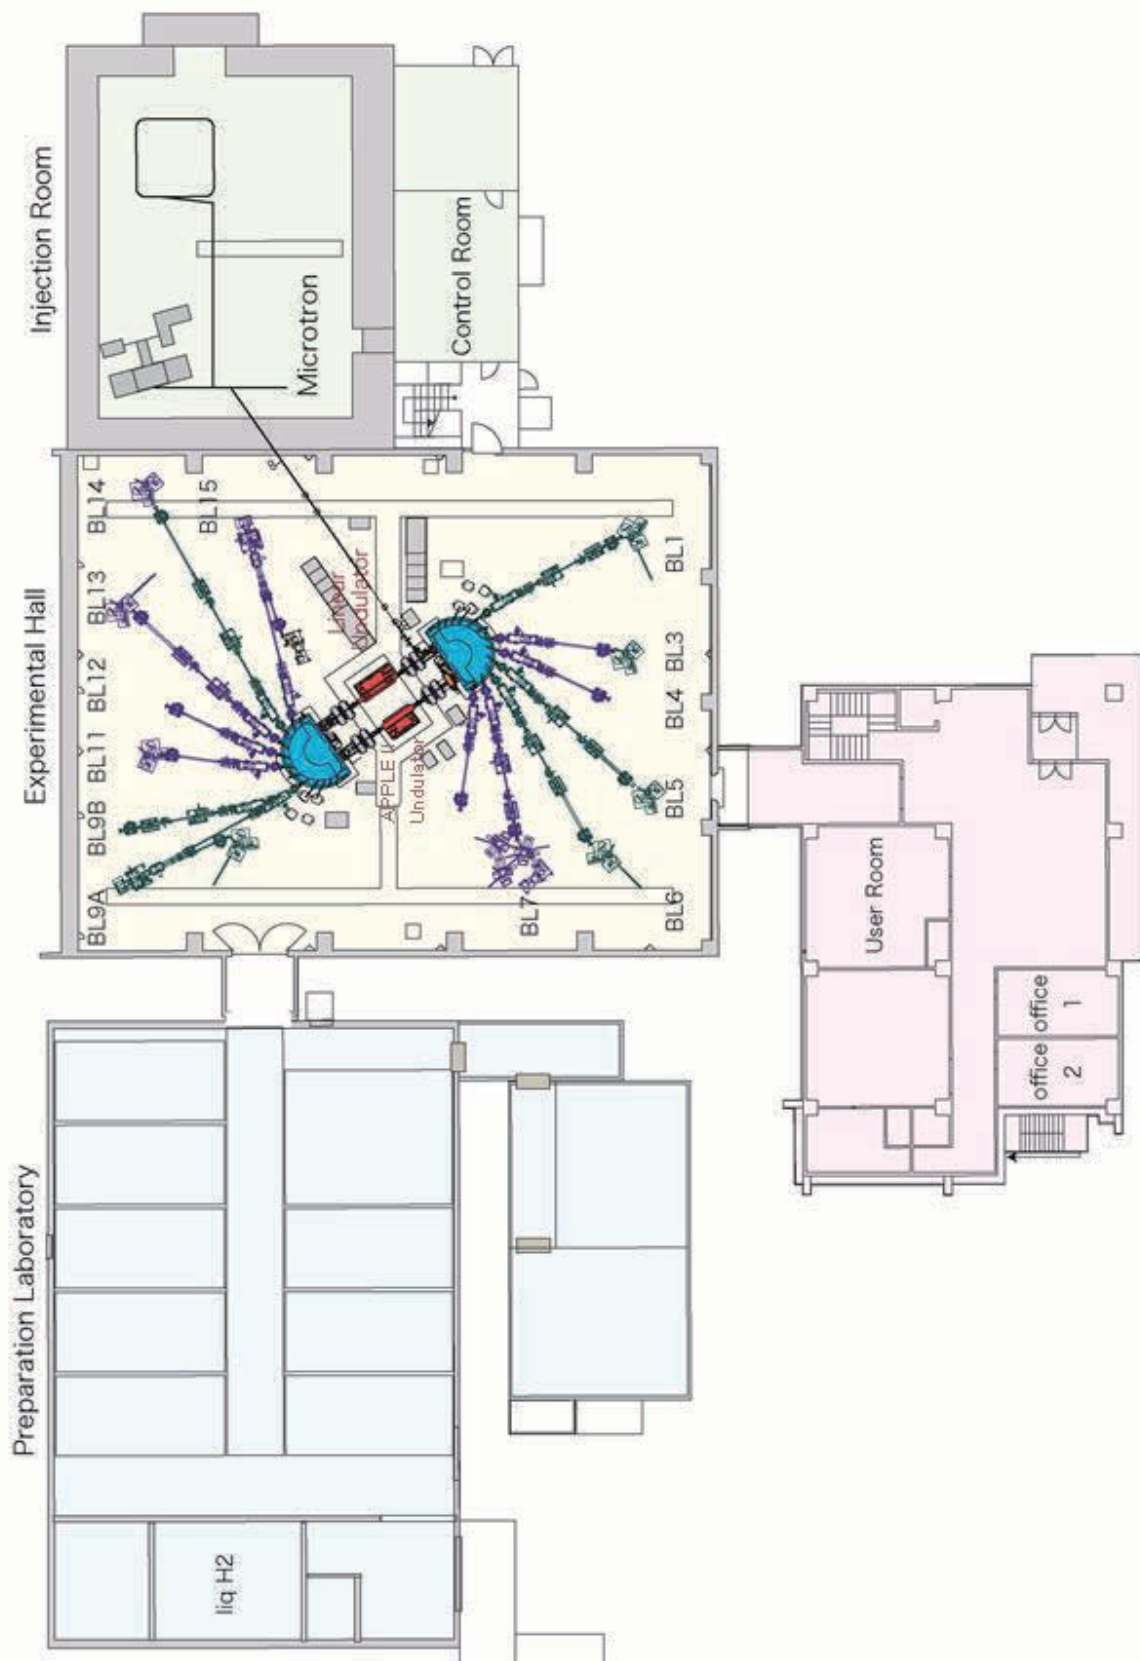 Preparation Laboratory
Experimental Hall
Injection Room
BL9A
BL9B
BL11
BL12
BL13
BL14
BL15
Linear
Undulator
Microtron
Control Room
APPLE II
Undulator
BL7
BL6
BL5
BL4
BL3
BL1
liq H2
User Room
office
2
office
1